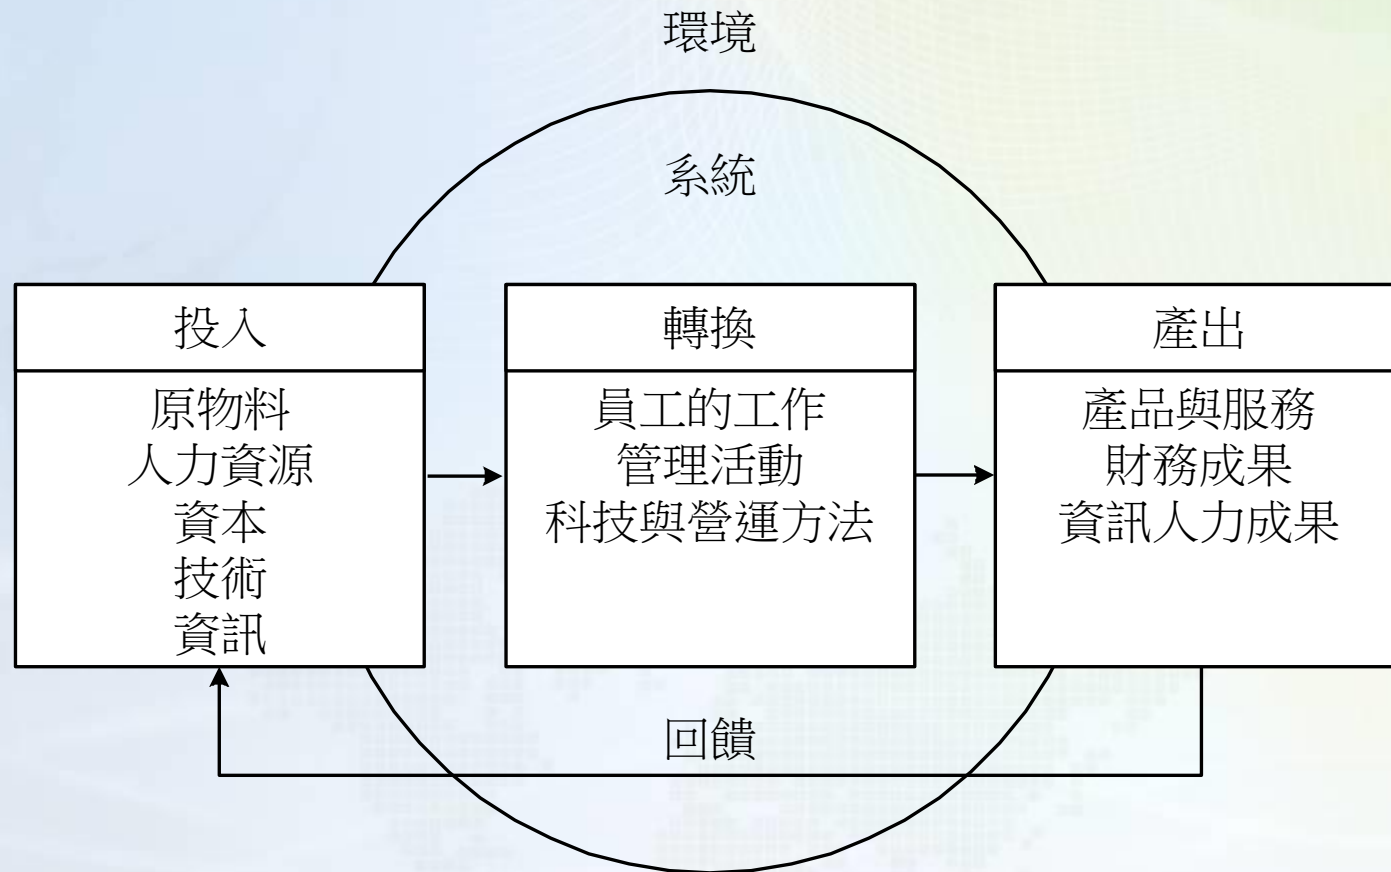 環境
系統
投入
原物料
人力資源
資本
技術
資訊
轉換
員工的工作
管理活動
科技與營運方法
產出
產品與服務
財務成果
資訊人力成果
回饋